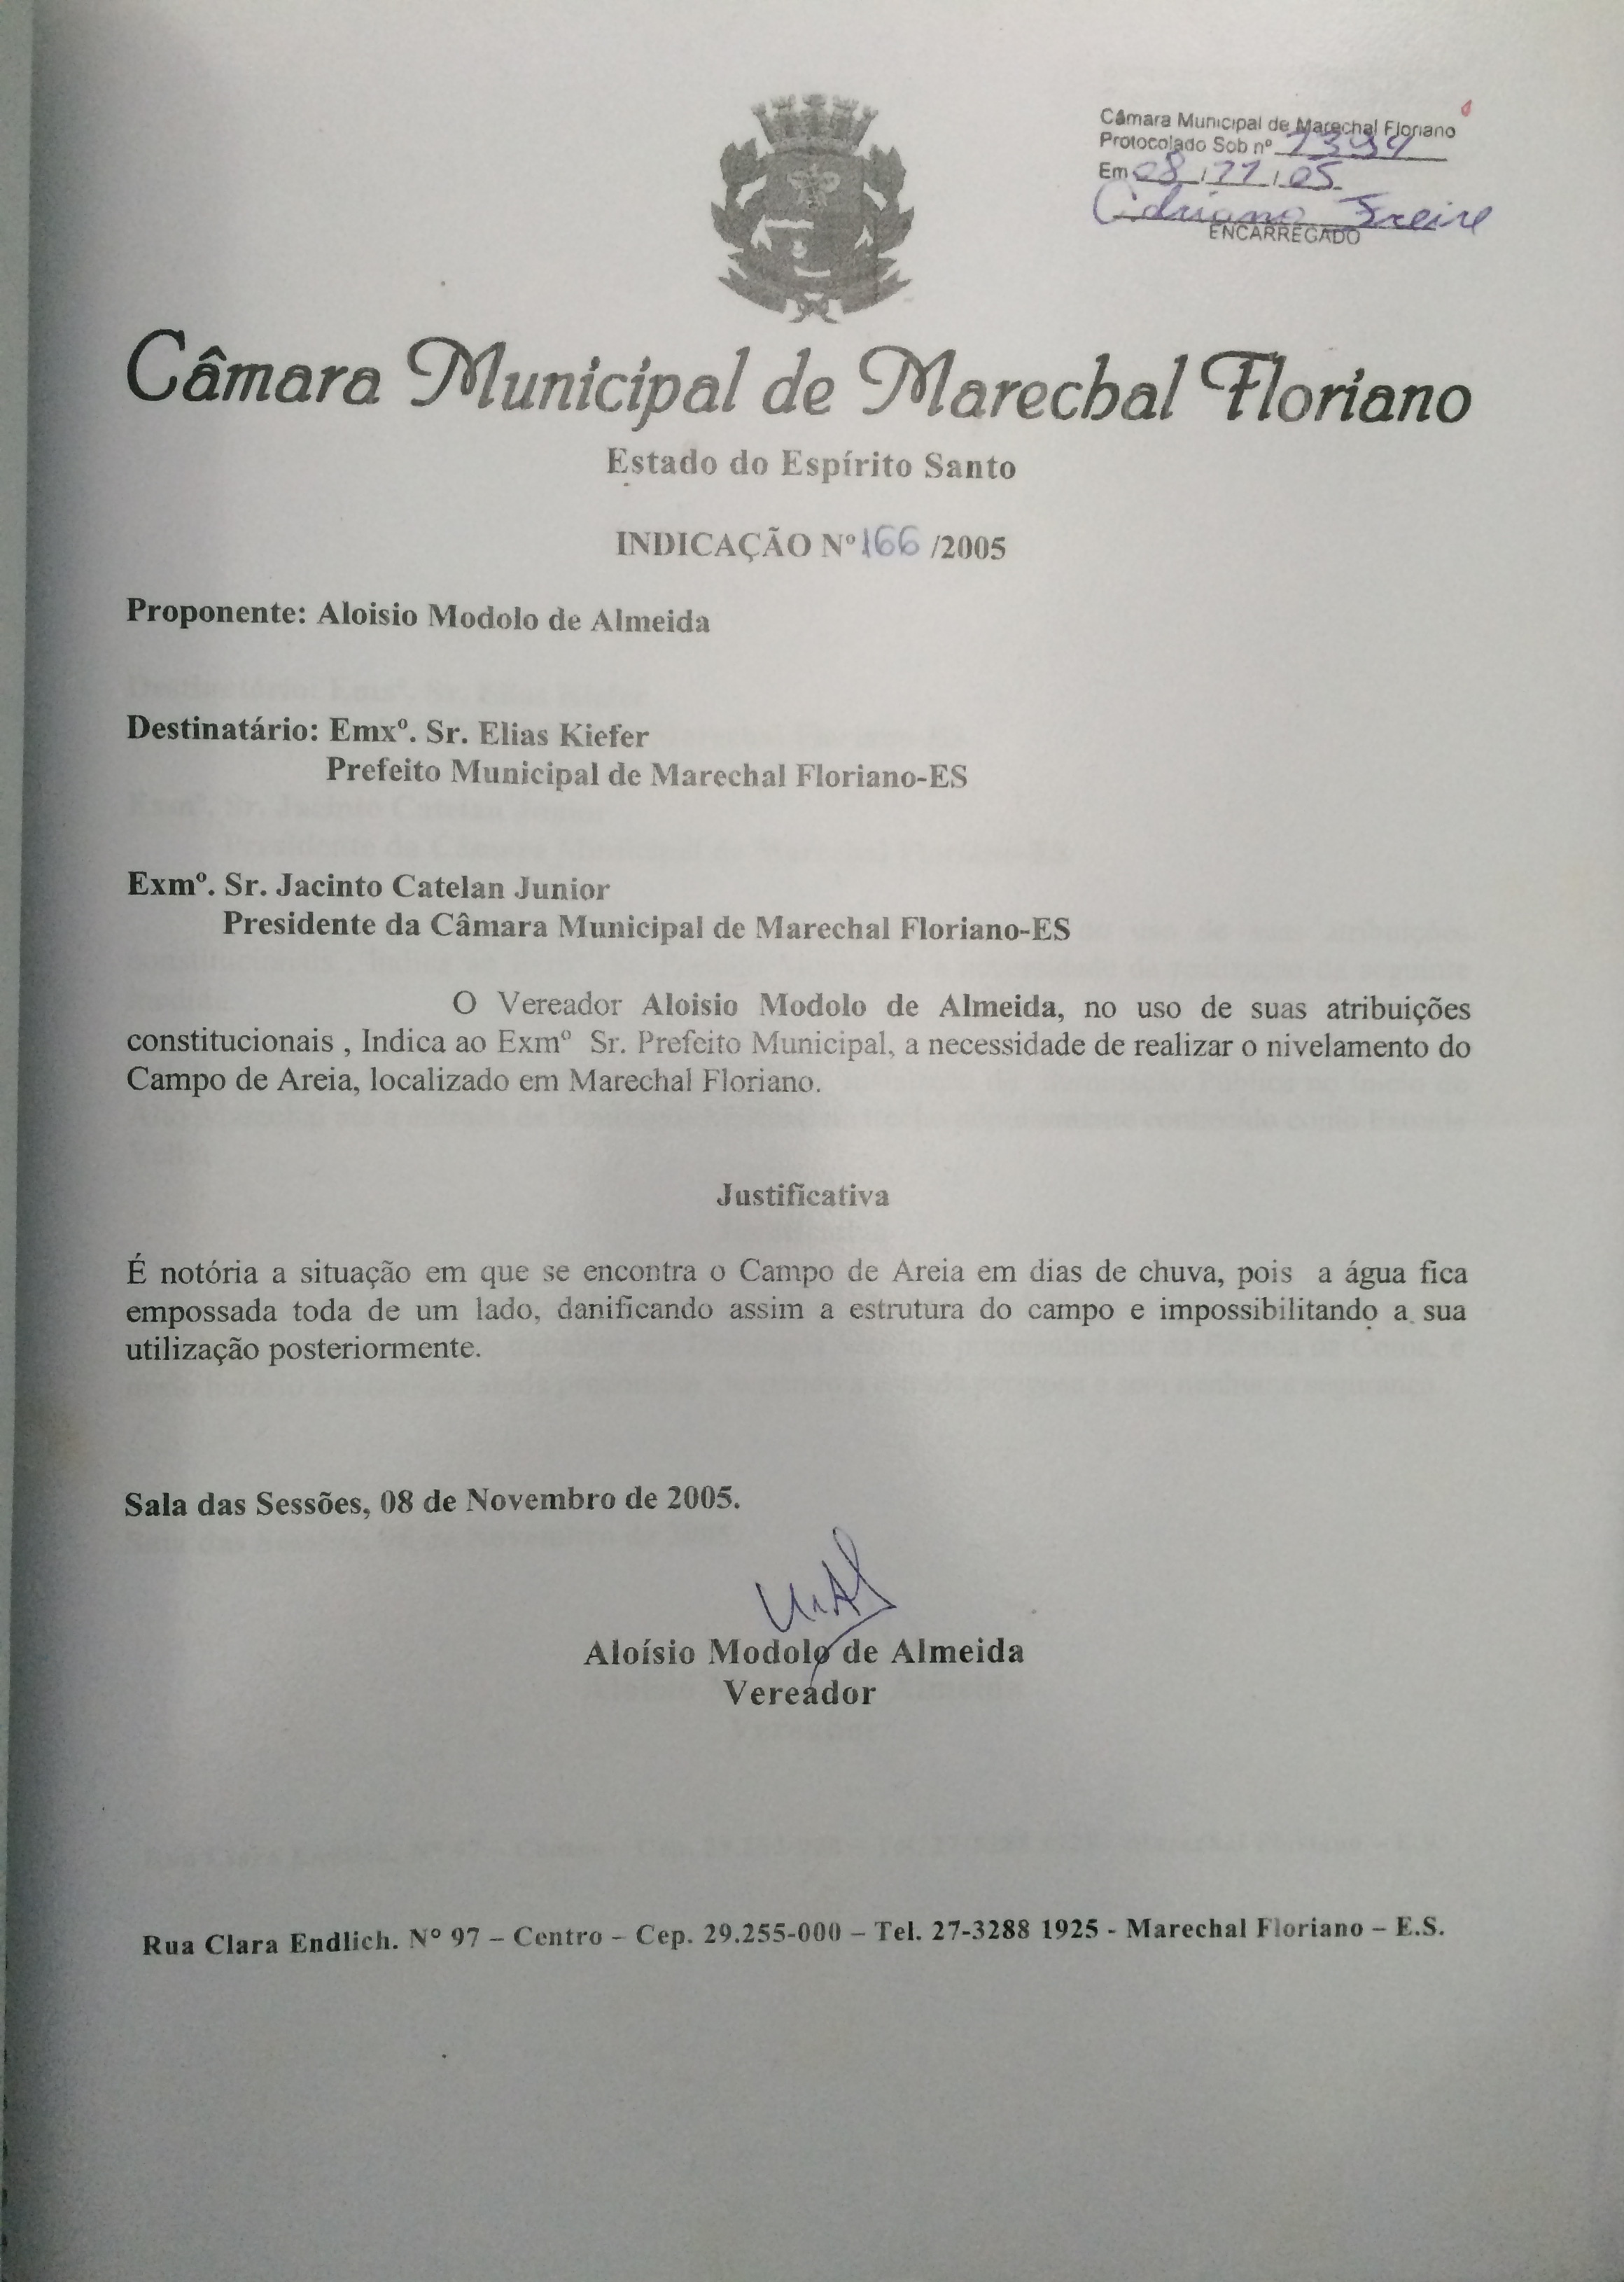 Câmara Municipal de Marechal Floriano
Protocolado Sob nº
Em 08 / 11 / 05
Adriano Freire
ENCARREGADO
Câmara Municipal de Marechal Floriano
Estado do Espírito Santo
INDICAÇÃO Nº 166 /2005
Proponente: Aloisio Modolo de Almeida
Destinatário: Emxº. Sr. Elias Kiefer
Prefeito Municipal de Marechal Floriano-ES
Exmº. Sr. Jacinto Catelan Junior
Presidente da Câmara Municipal de Marechal Floriano-ES
O Vereador Aloisio Modolo de Almeida, no uso de suas atribuições
constitucionais , Indica ao Exmº Sr. Prefeito Municipal, a necessidade de realizar o nivelamento do
Campo de Areia, localizado em Marechal Floriano.
Justificativa
É notória a situação em que se encontra o Campo de Areia em dias de chuva, pois a água fica
empossada toda de um lado, danificando assim a estrutura do campo e impossibilitando a sua
utilização posteriormente.
Sala das Sessões, 08 de Novembro de 2005.
Aloísio Modolo de Almeida
Vereador
Rua Clara Endlich. Nº 97 – Centro – Cep. 29.255-000 – Tel. 27-3288 1925 - Marechal Floriano – E.S.